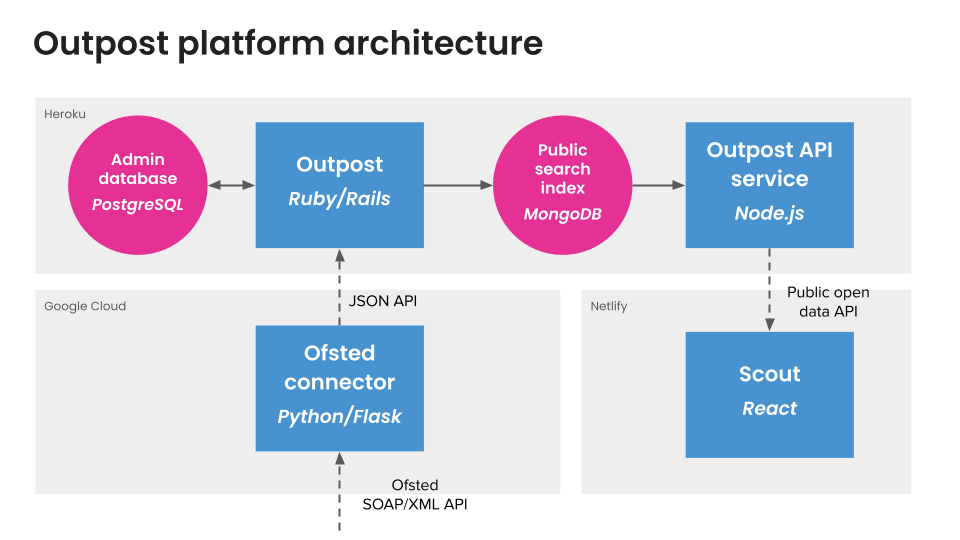 Outpost platform architecture
Heroku
Admin
database
PostgreSQL
Outpost
Ruby/Rails
Public
search
index
MongoDB
Outpost API
service
Node.js
JSON API
Public open
data API
Google Cloud
Ofsted
connector
Python/Flask
Netlify
Scout
React
Ofsted
SOAP/XML API